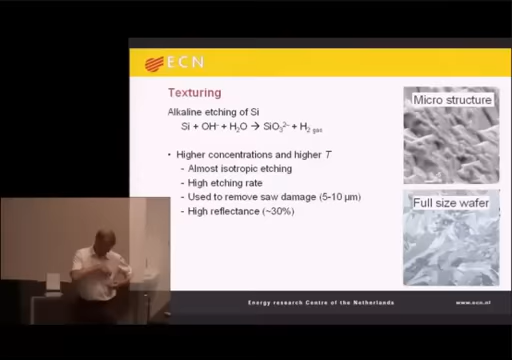 ECN
Texturing
Alkaline etching of Si
Si + OH⁻ + H₂O → SiO₃²⁻ + H₂ gas
• Higher concentrations and higher T
- Almost isotropic etching
- High etching rate
- Used to remove saw damage (5-10 µm)
- High reflectance (~30%)
Micro structure
Full size wafer
Energy research Centre of the Netherlands
www.ecn.nl